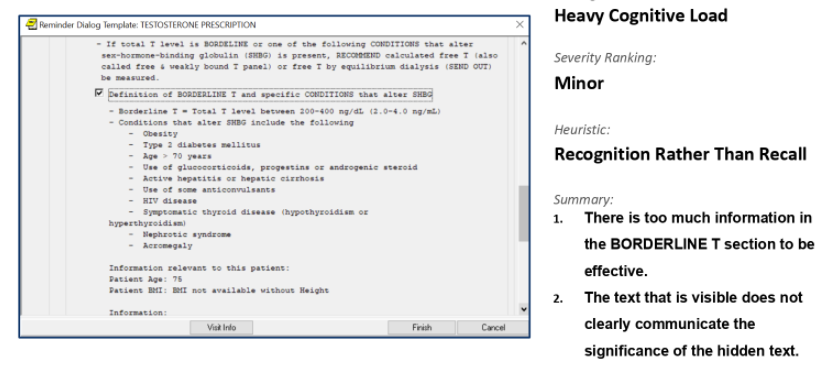 Reminder Dialog Template: TESTOSTERONE PRESCRIPTION
- If total T level is BORDELINE or one of the following CONDITIONS that alter
sex-hormone-binding globulin (SHBG) is present, RECOMMEND calculated free T (also
called free & weakly bound T panel) or free T by equilibrium dialysis (SEND OUT)
be measured.
Definition of BORDERLINE T and specific CONDITIONS that alter SHBG
- Borderline T = Total T level between 200-400 ng/dL (2.0-4.0 ng/mL)
- Conditions that alter SHBG include the following
- Obesity
- Type 2 diabetes mellitus
- Age > 70 years
- Use of glucocorticoids, progestins or androgenic steroid
- Active hepatitis or hepatic cirrhosis
- Use of some anticonvulsants
- HIV disease
- Symptomatic thyroid disease (hypothyroidism or
hyperthyroidism)
- Nephrotic syndrome
- Acromegaly
Information relevant to this patient:
Patient Age: 75
Patient BMI: BMI not available without Height
Information:
Visit Info
Finish
Cancel
Heavy Cognitive Load
Severity Ranking:
Minor
Heuristic:
Recognition Rather Than Recall
Summary:
1. There is too much information in
the BORDERLINE T section to be
effective.
2. The text that is visible does not
clearly communicate the
significance of the hidden text.